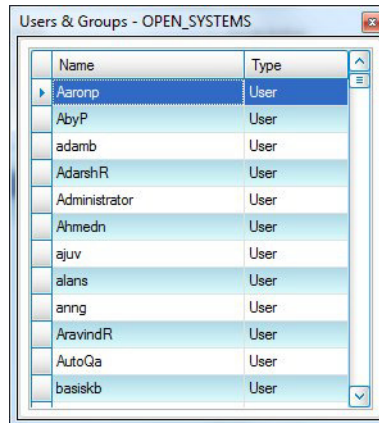 Users & Groups - OPEN_SYSTEMS
Name Type
Aaronp User
AbyP User
adamb User
AdarshR User
Administrator User
Ahmedn User
ajuv User
alans User
anng User
AravindR User
AutoQa User
basiskb User